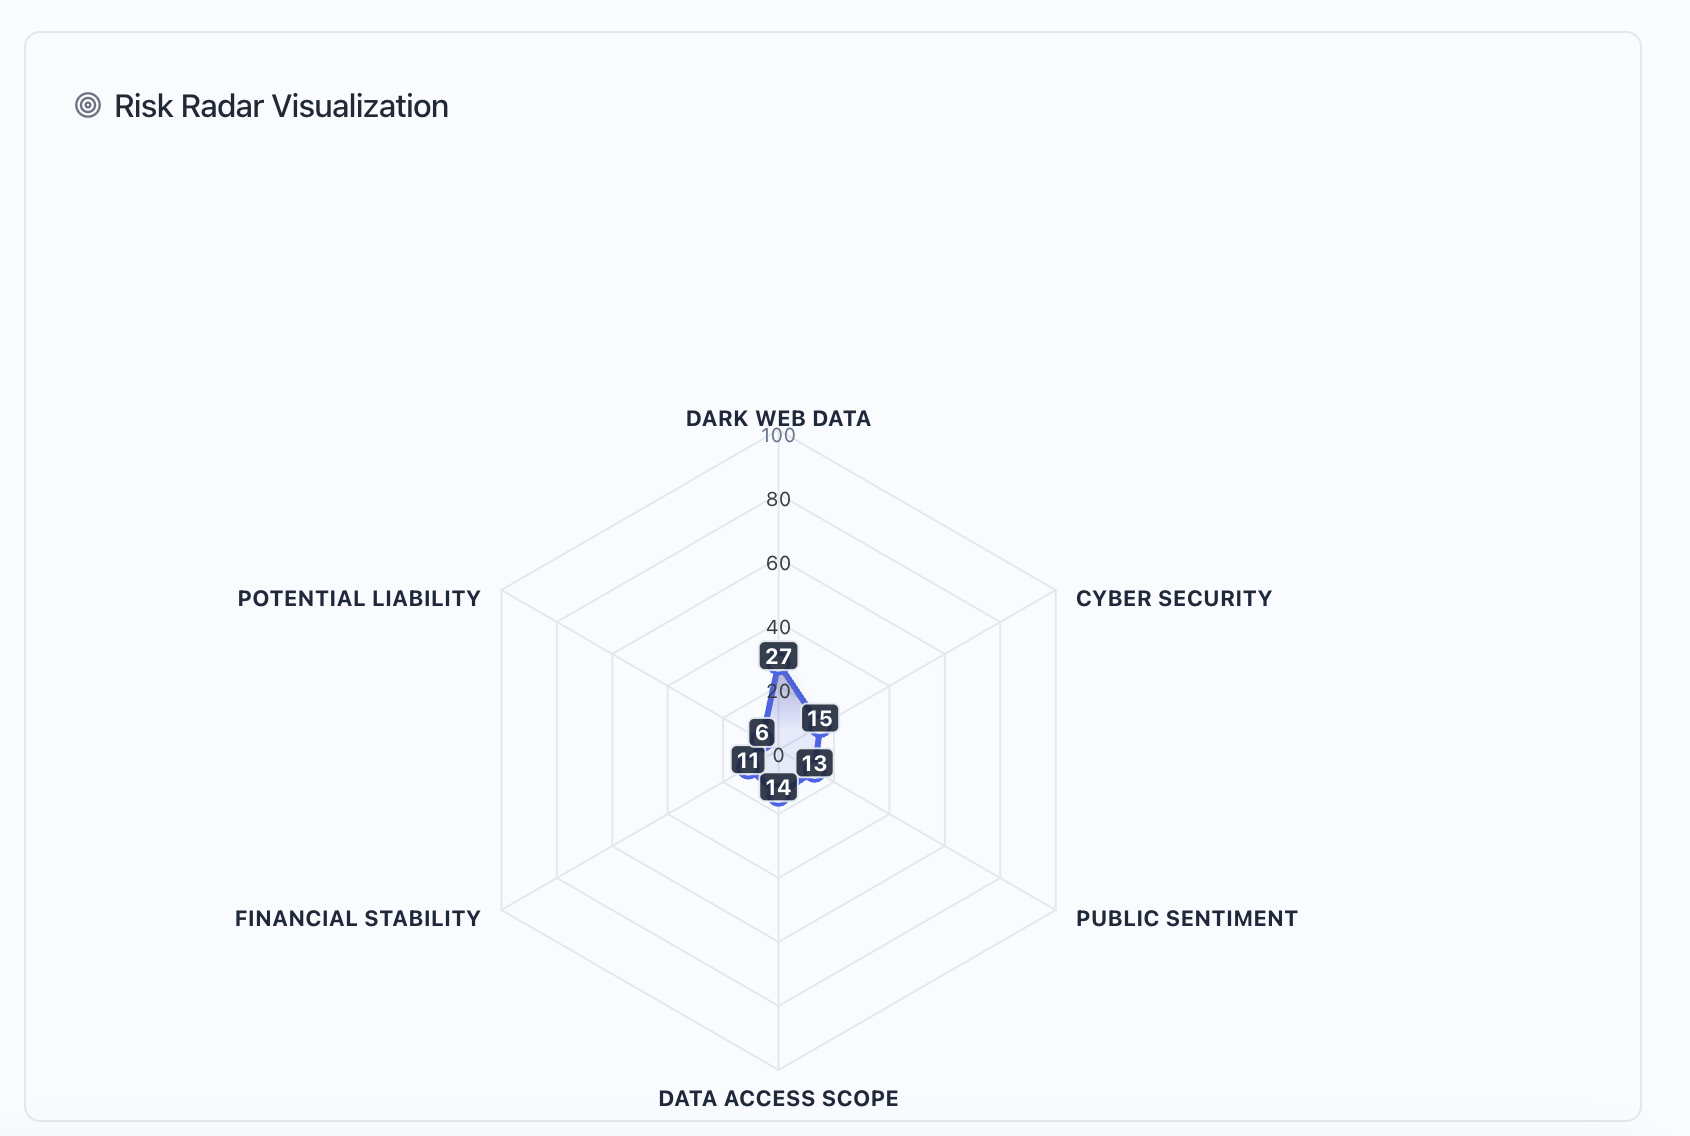 Risk Radar Visualization
DARK WEB DATA
100
80
60
POTENTIAL LIABILITY
CYBER SECURITY
40
27
20
15
6
0
11
13
14
FINANCIAL STABILITY
PUBLIC SENTIMENT
DATA ACCESS SCOPE